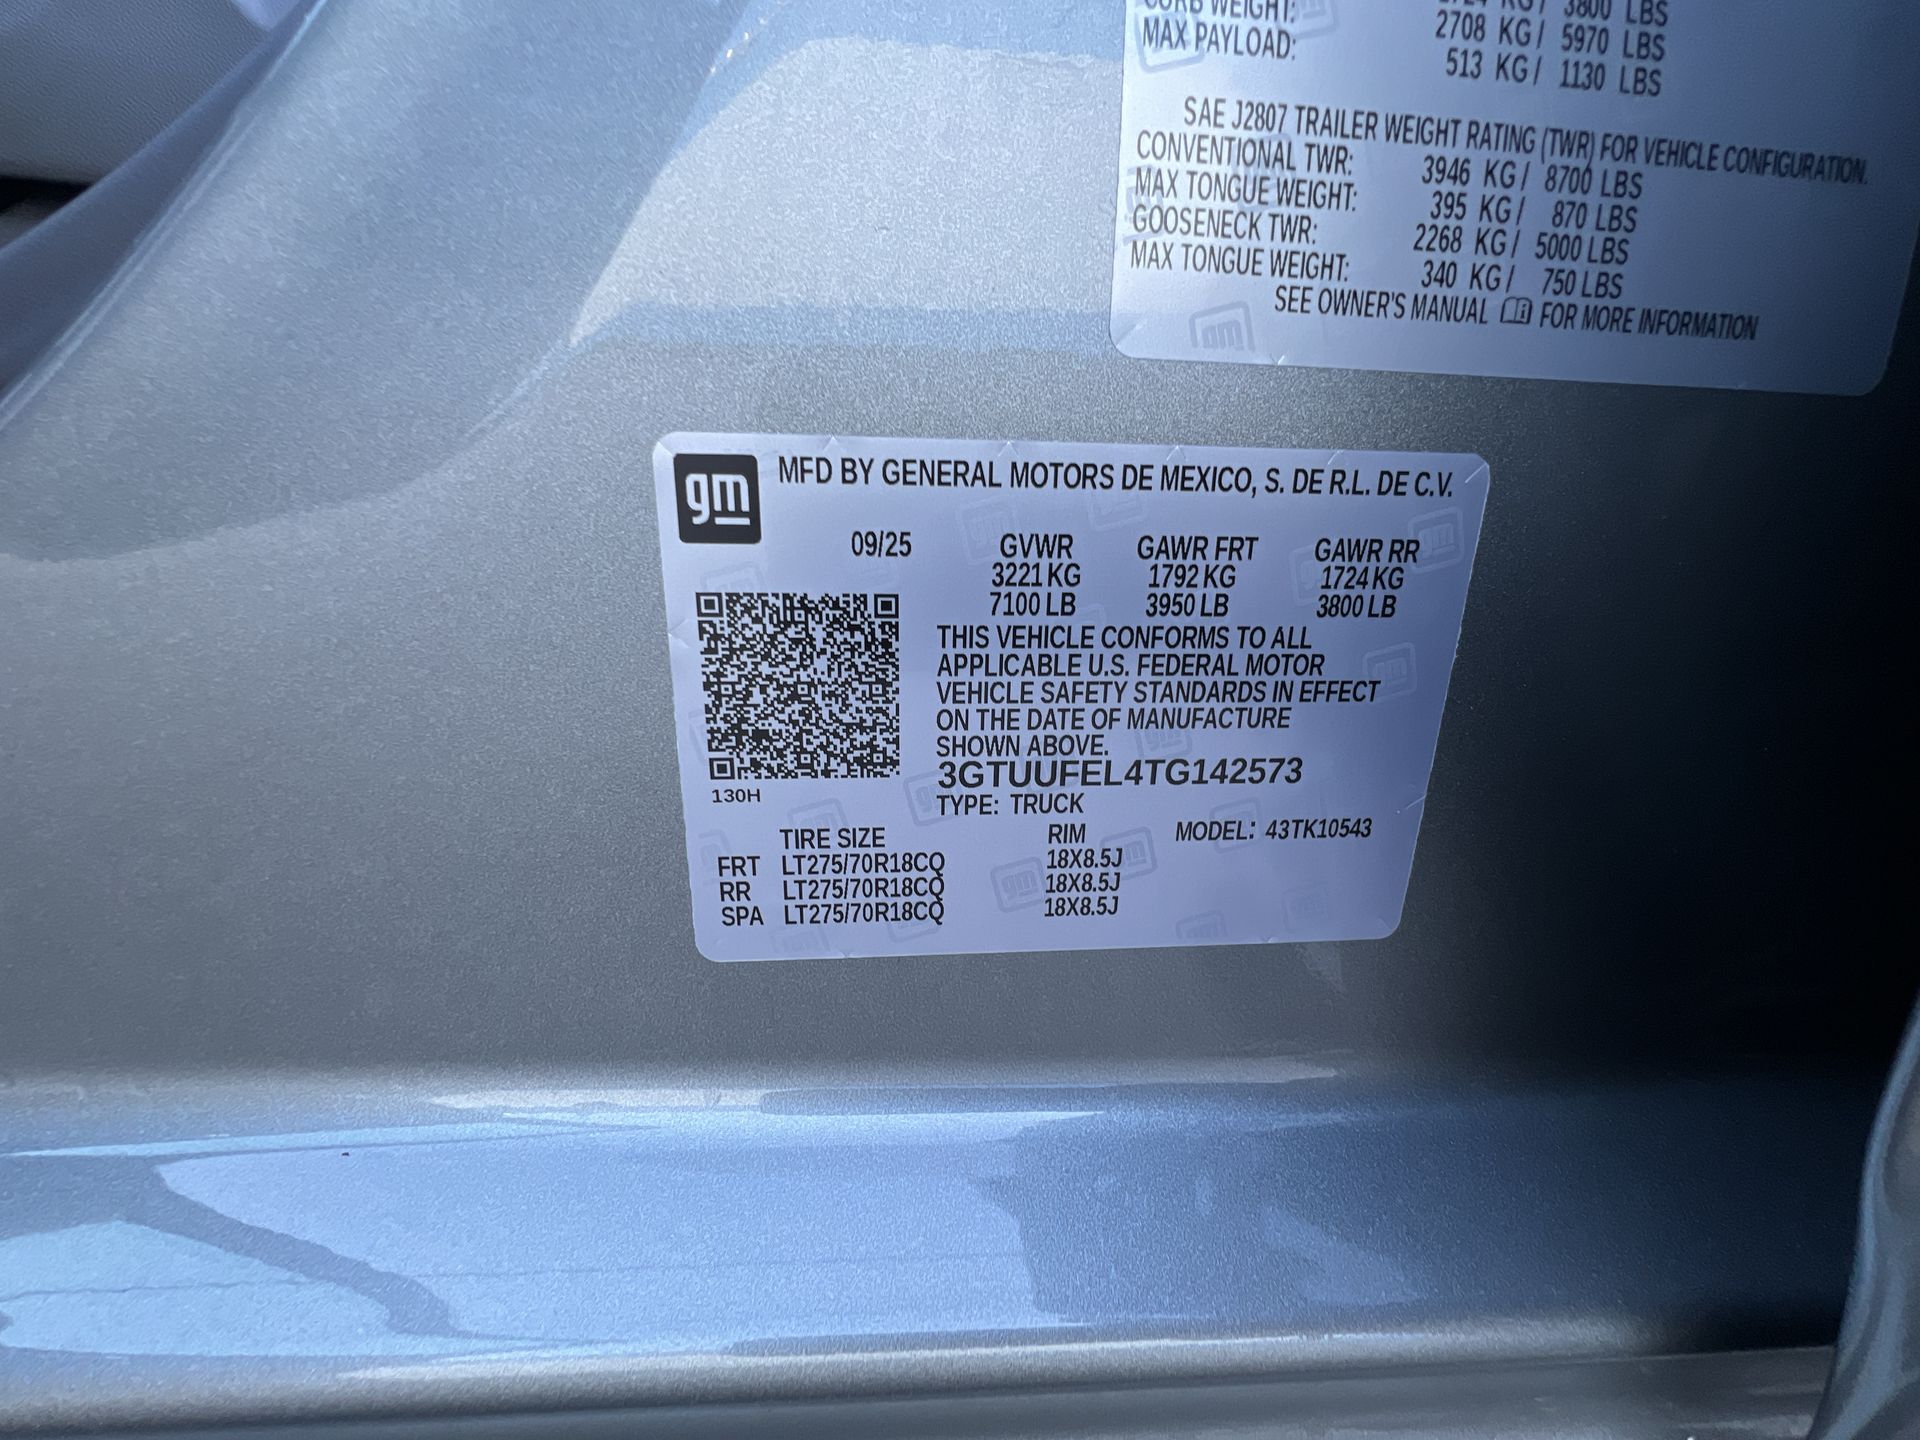 CURB WEIGHT:
KG/ 3800 LBS
2708 KG/ 5970 LBS
MAX PAYLOAD: 513 KG/ 1130 LBS
SAE J2807 TRAILER WEIGHT RATING (TWR) FOR VEHICLE CONFIGURATION.
CONVENTIONAL TWR: 3946 KG/ 8700 LBS
MAX TONGUE WEIGHT: 395 KG/ 870 LBS
GOOSENECK TWR: 2268 KG/ 5000 LBS
MAX TONGUE WEIGHT: 340 KG/ 750 LBS
SEE OWNER'S MANUAL FOR MORE INFORMATION
gm
gm MFD BY GENERAL MOTORS DE MEXICO, S. DE R.L. DE C.V.
09/25 GVWR GAWR FRT GAWR RR
3221 KG 1792 KG 1724 KG
7100 LB 3950 LB 3800 LB
THIS VEHICLE CONFORMS TO ALL
APPLICABLE U.S. FEDERAL MOTOR
VEHICLE SAFETY STANDARDS IN EFFECT
ON THE DATE OF MANUFACTURE
SHOWN ABOVE.
3GTUUFEL4TG142573
130H
TYPE: TRUCK
TIRE SIZE RIM MODEL: 43TK10543
FRT LT275/70R18CQ 18X8.5J
RR LT275/70R18CQ 18X8.5J
SPA LT275/70R18CQ 18X8.5J